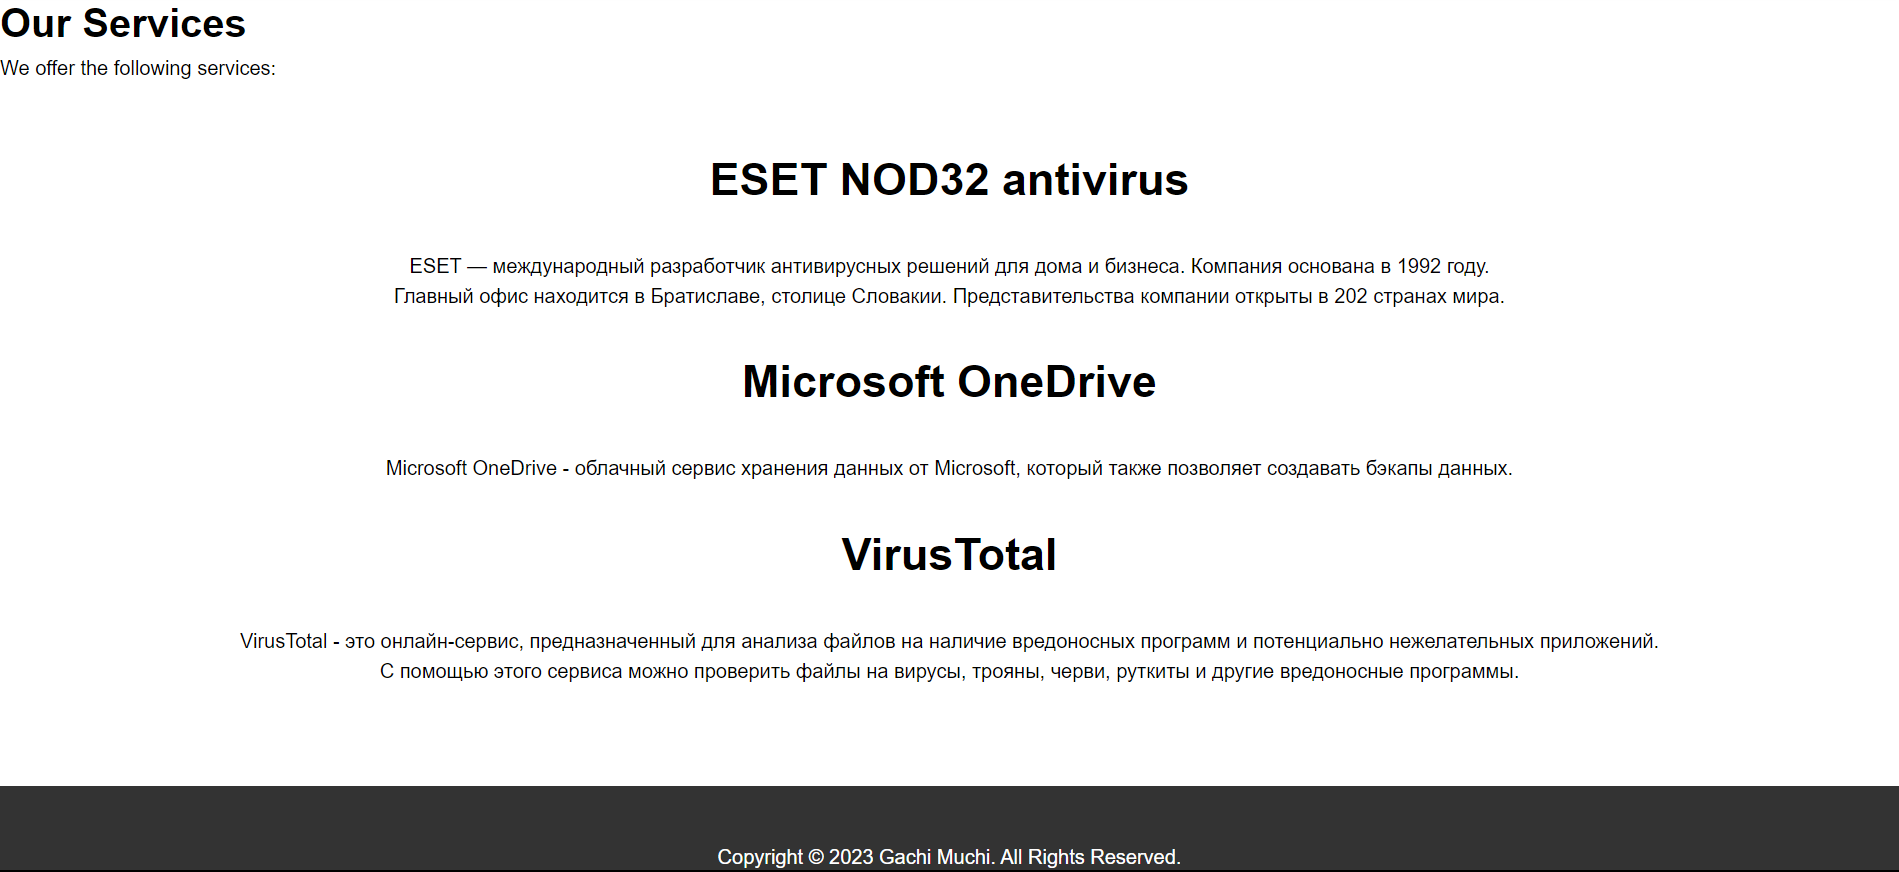 Our Services
We offer the following services:
ESET NOD32 antivirus
ESET — международный разработчик антивирусных решений для дома и бизнеса. Компания основана в 1992 году.
Главный офис находится в Братиславе, столице Словакии. Представительства компании открыты в 202 странах мира.
Microsoft OneDrive
Microsoft OneDrive - облачный сервис хранения данных от Microsoft, который также позволяет создавать бэкапы данных.
VirusTotal
VirusTotal - это онлайн-сервис, предназначенный для анализа файлов на наличие вредоносных программ и потенциально нежелательных приложений.
С помощью этого сервиса можно проверить файлы на вирусы, трояны, черви, руткиты и другие вредоносные программы.
Copyright © 2023 Gachi Muchi. All Rights Reserved.